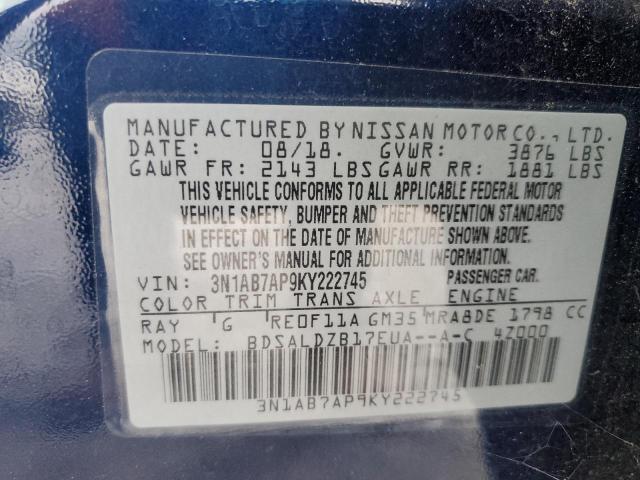 MANUFACTURED BY NISSAN MOTOR CO., LTD.
DATE: 08/18. GVWR: 3876 LBS
GAWR FR: 2143 LBS GAWR RR: 1881 LBS
THIS VEHICLE CONFORMS TO ALL APPLICABLE FEDERAL MOTOR
VEHICLE SAFETY, BUMPER AND THEFT PREVENTION STANDARDS
IN EFFECT ON THE DATE OF MANUFACTURE SHOWN ABOVE.
SEE OWNER'S MANUAL FOR ADDITIONAL INFORMATION.
VIN: 3N1AB7AP9KY222745 PASSENGER CAR.
COLOR TRIM TRANS AXLE ENGINE
RAY 'G RE0F11A GM35 MRA8DE 1798 CC
MODEL: BDSALDZB17EUA--A-C 4Z000
3N1AB7AP9KY222745